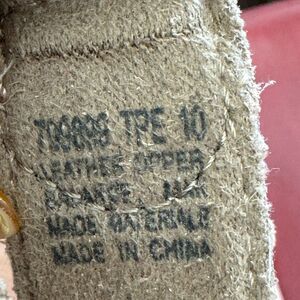 TPE 10
LEATHER UPPER
BALANCE MAN
MADE MATERIALS
MADE IN CHINA